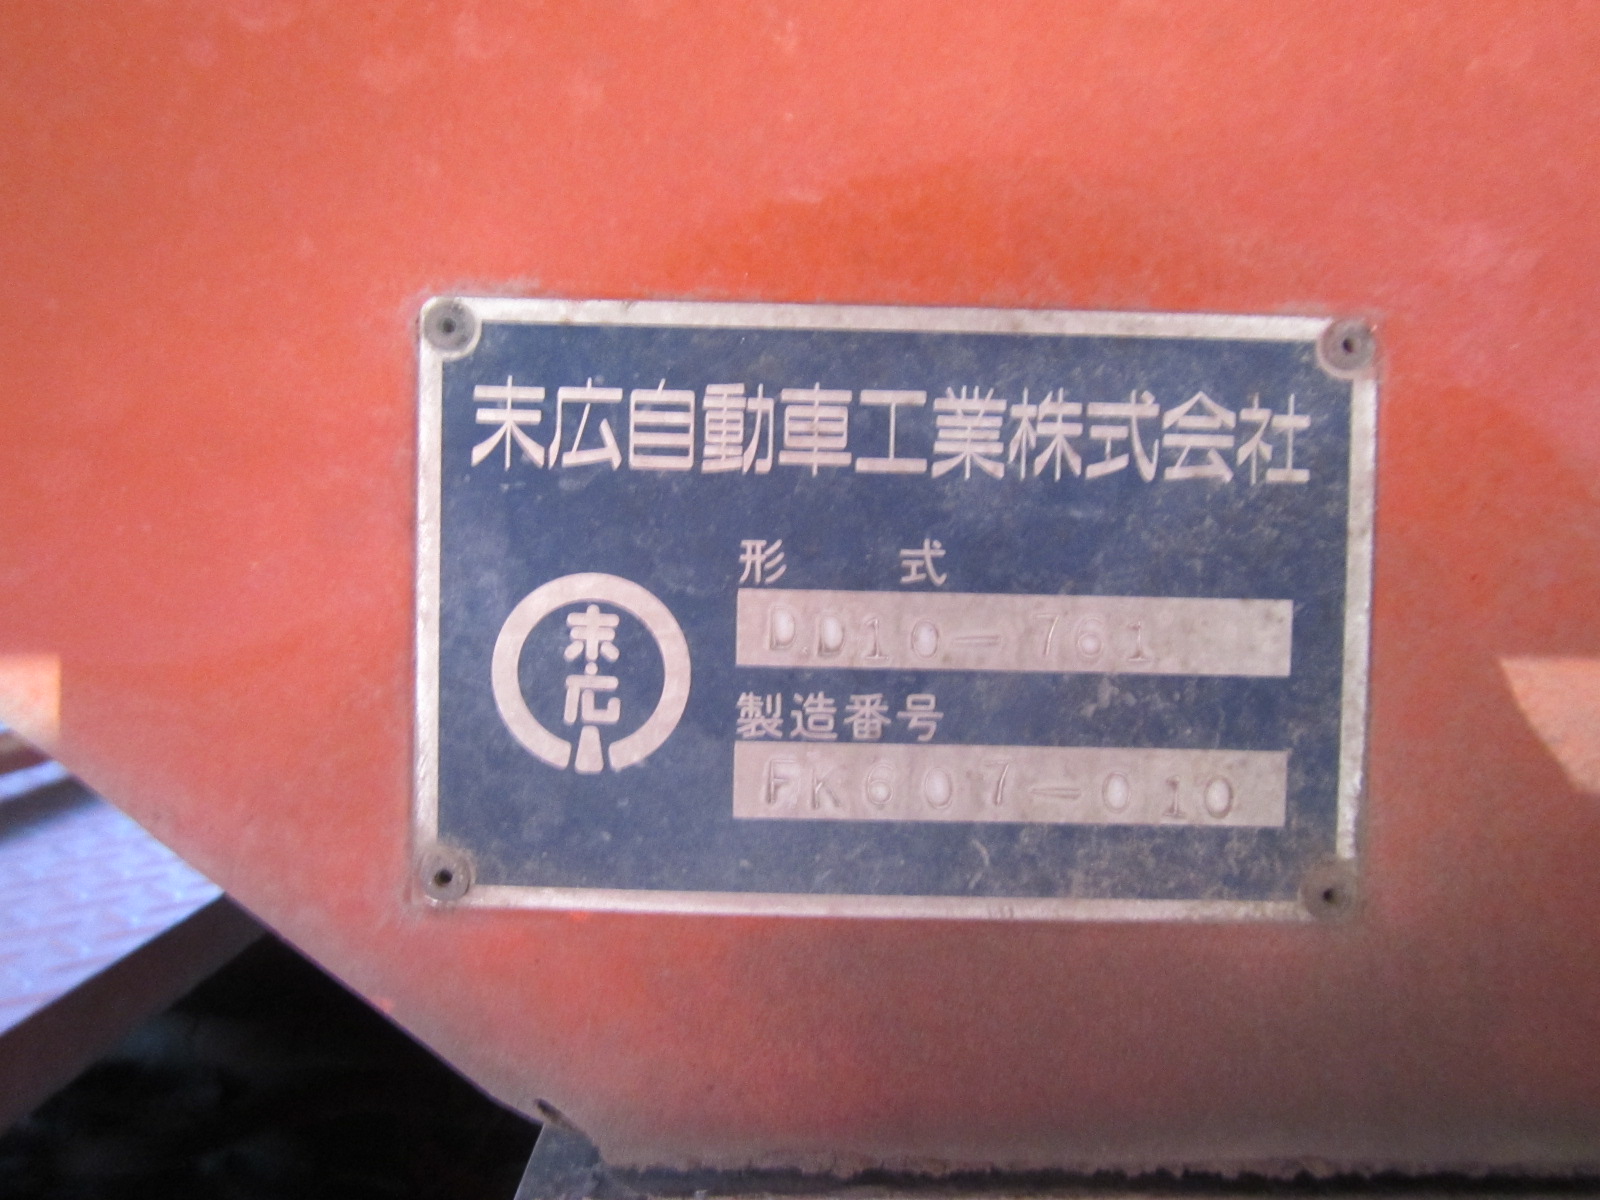 末広自動車工業株式会社
形式
DD10-761
末広
製造番号
FK607-010